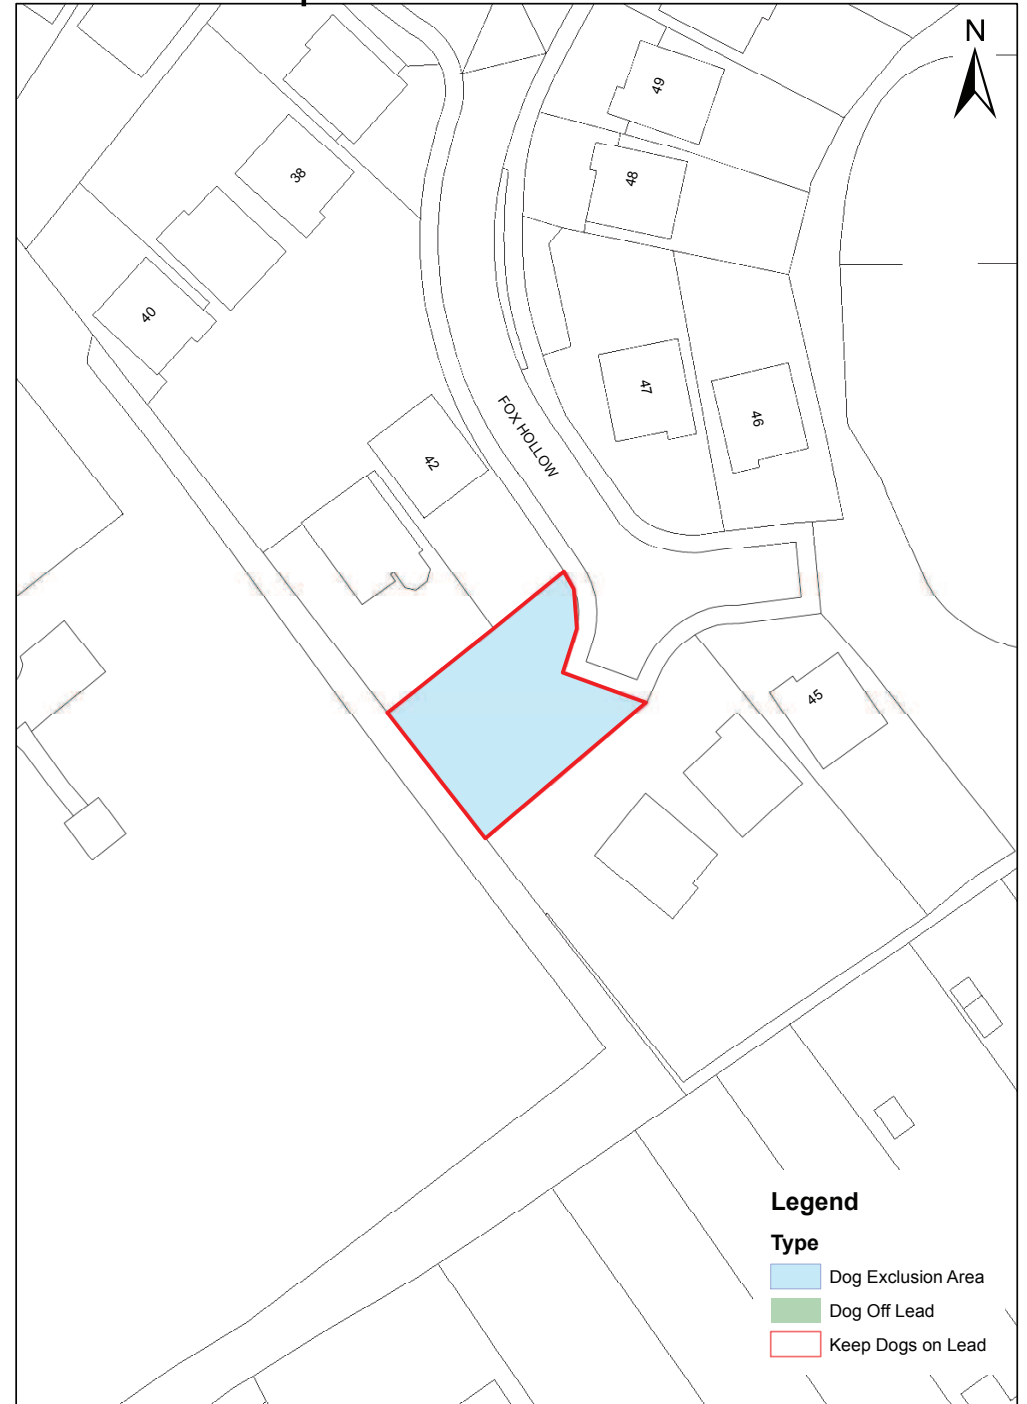 N
49
48
38
40
47
46
FOX HOLLOW
42
45
Legend
Type
Dog Exclusion Area
Dog Off Lead
Keep Dogs on Lead